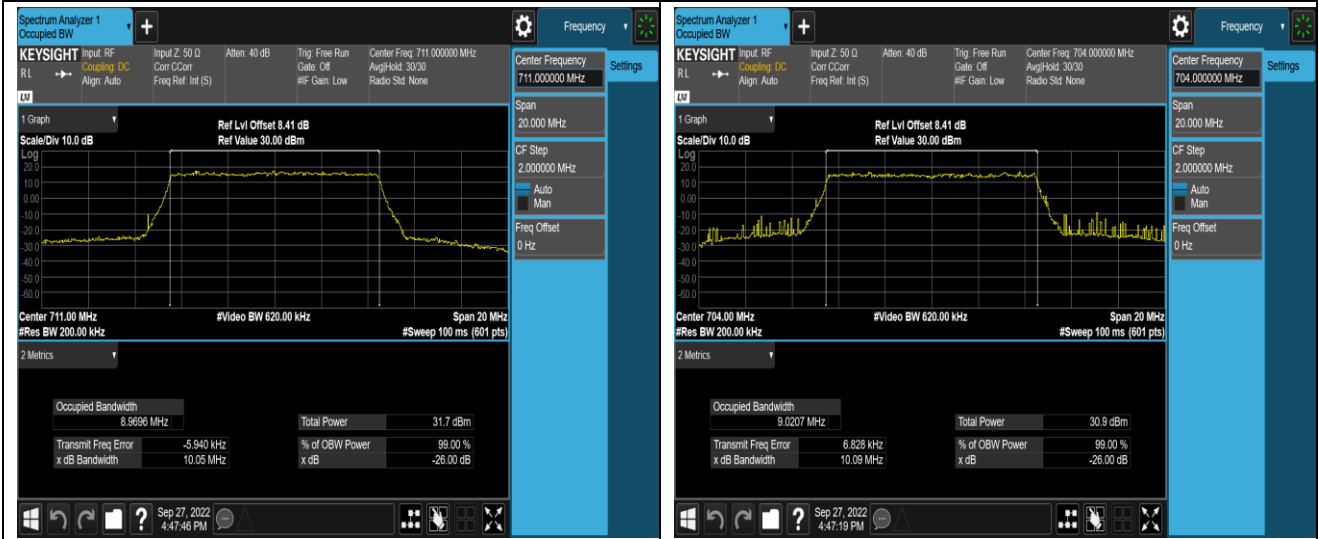 Spectrum Analyzer 1
Occupied BW
+
Frequency
KEYSIGHT
RL
Input: RF
Coupling: DC
Align: Auto
Input Z: 50 Ω
Corr CCorr
Freq Ref: Int (S)
Atten: 40 dB
Trig: Free Run
Gate: Off
#IF Gain: Low
Center Freq: 711.000000 MHz
Avg|Hold: 30/30
Radio Std: None
LXI
Center Frequency
711.000000 MHz
Settings
Span
20.000 MHz
CF Step
2.000000 MHz
Auto
Man
Freq Offset
0 Hz
1 Graph
Ref Lvl Offset 8.41 dB
Scale/Div 10.0 dB
Ref Value 30.00 dBm
Log
20.0
10.0
0.00
-10.0
-20.0
-30.0
-40.0
-50.0
-60.0
Center 711.00 MHz
#Video BW 620.00 kHz
Span 20 MHz
#Res BW 200.00 kHz
#Sweep 100 ms (601 pts)
2 Metrics
Occupied Bandwidth
8.9696 MHz
Total Power 31.7 dBm
Transmit Freq Error -5.940 kHz
% of OBW Power 99.00 %
x dB Bandwidth 10.05 MHz
x dB -26.00 dB
?
Sep 27, 2022
4:47:46 PM
Spectrum Analyzer 1
Occupied BW
+
Frequency
KEYSIGHT
RL
Input: RF
Coupling: DC
Align: Auto
Input Z: 50 Ω
Corr CCorr
Freq Ref: Int (S)
Atten: 40 dB
Trig: Free Run
Gate: Off
#IF Gain: Low
Center Freq: 704.000000 MHz
Avg|Hold: 30/30
Radio Std: None
LXI
Center Frequency
704.000000 MHz
Settings
Span
20.000 MHz
CF Step
2.000000 MHz
Auto
Man
Freq Offset
0 Hz
1 Graph
Ref Lvl Offset 8.41 dB
Scale/Div 10.0 dB
Ref Value 30.00 dBm
Log
20.0
10.0
0.00
-10.0
-20.0
-30.0
-40.0
-50.0
-60.0
Center 704.00 MHz
#Video BW 620.00 kHz
Span 20 MHz
#Res BW 200.00 kHz
#Sweep 100 ms (601 pts)
2 Metrics
Occupied Bandwidth
9.0207 MHz
Total Power 30.9 dBm
Transmit Freq Error 6.828 kHz
% of OBW Power 99.00 %
x dB Bandwidth 10.09 MHz
x dB -26.00 dB
?
Sep 27, 2022
4:47:19 PM